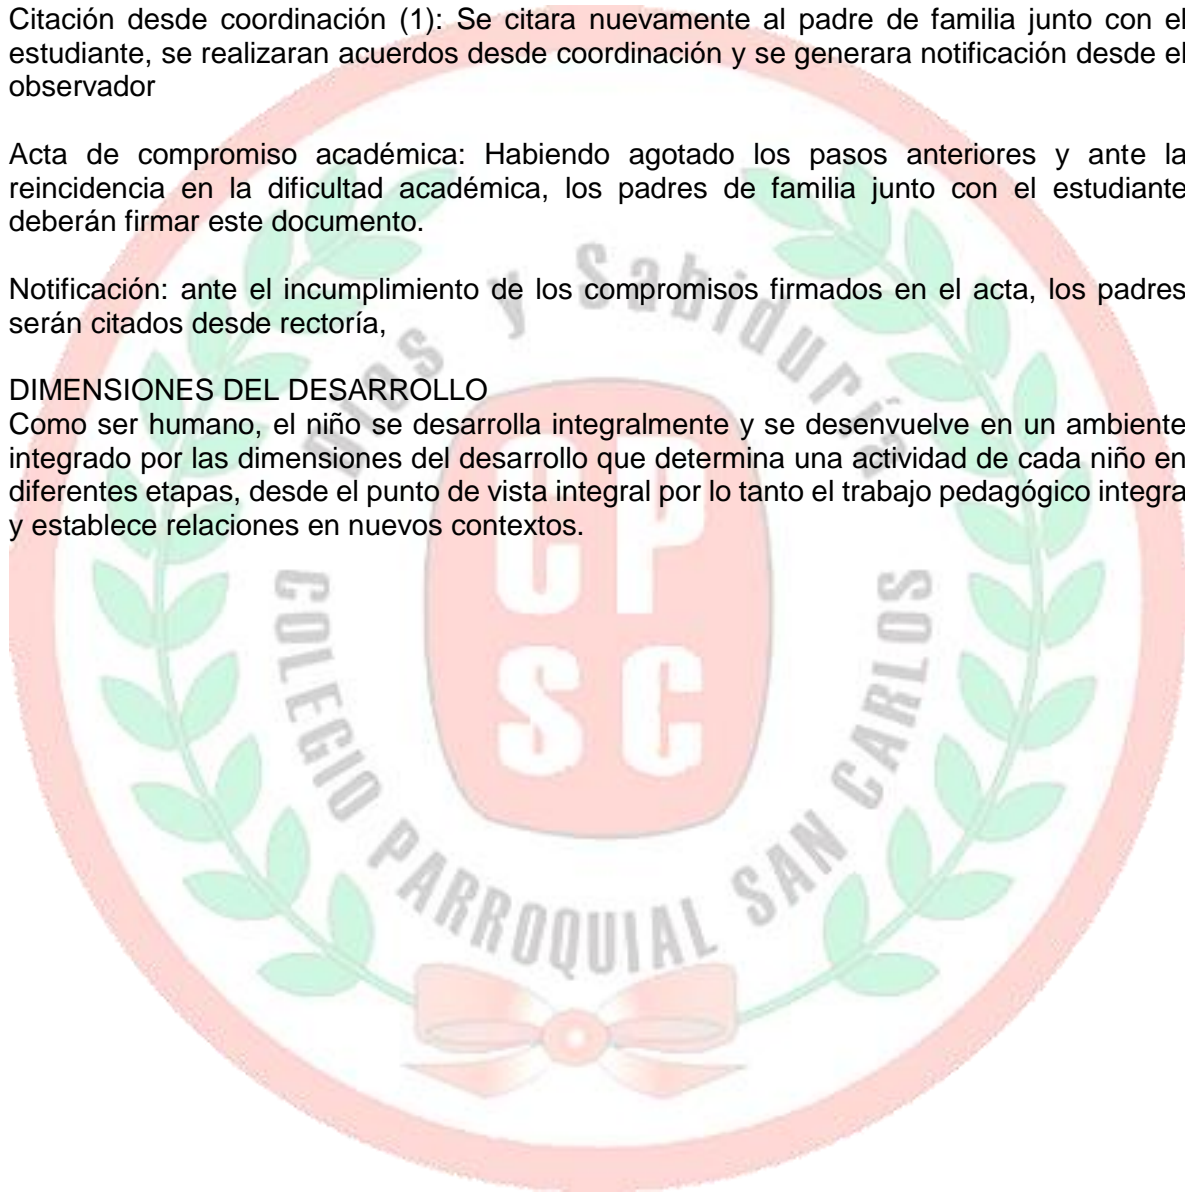 Citación desde coordinación (1): Se citara nuevamente al padre de familia junto con el
estudiante, se realizaran acuerdos desde coordinación y se generara notificación desde el
observador
Acta de compromiso académica: Habiendo agotado los pasos anteriores y ante la
reincidencia en la dificultad académica, los padres de familia junto con el estudiante
deberán firmar este documento.
Notificación: ante el incumplimiento de los compromisos firmados en el acta, los padres
serán citados desde rectoría,
DIMENSIONES DEL DESARROLLO
Como ser humano, el niño se desarrolla integralmente y se desenvuelve en un ambiente
integrado por las dimensiones del desarrollo que determina una actividad de cada niño en
diferentes etapas, desde el punto de vista integral por lo tanto el trabajo pedagógico integra
y establece relaciones en nuevos contextos.
Dios y Sabiduría
CP
SC
COLEGIO PARROQUIAL SAN CARLOS